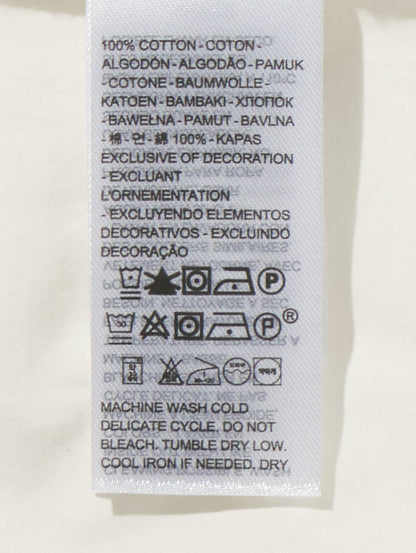 100% COTTON - COTON -
ALGODÓN - ALGODÃO - PAMUK
- COTONE - BAUMWOLLE -
KATOEN - BAMBAKI - ХЛОПОК
- BAWEŁNA - PAMUT - BAVLNA
- 棉 - 면 - 綿 100% - KAPAS
EXCLUSIVE OF DECORATION
- EXCLUANT
L'ORNEMENTATION
- EXCLUYENDO ELEMENTOS
DECORATIVOS - EXCLUINDO
DECORAÇÃO
P
30 P ®
MACHINE WASH COLD
DELICATE CYCLE. DO NOT
BLEACH. TUMBLE DRY LOW.
COOL IRON IF NEEDED. DRY